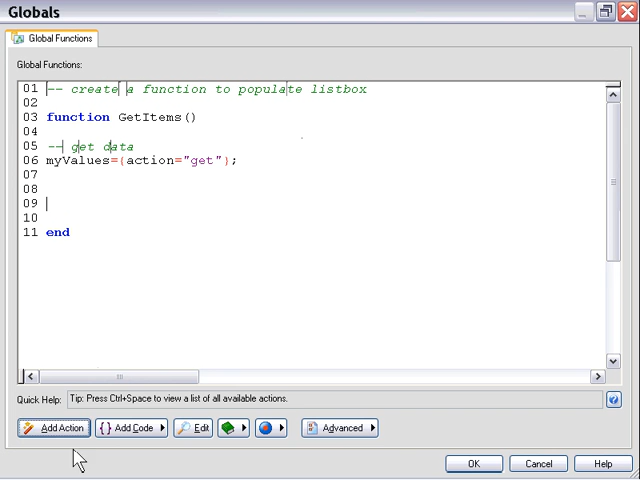 Globals
Global Functions
Global Functions:
01 -- create a function to populate listbox
02
03 function GetItems()
04
05 -- get data
06 myValues={action="get"};
07
08
09
10
11 end
Quick Help: Tip: Press Ctrl+Space to view a list of all available actions.
Add Action { } Add Code Edit Advanced
OK Cancel Help